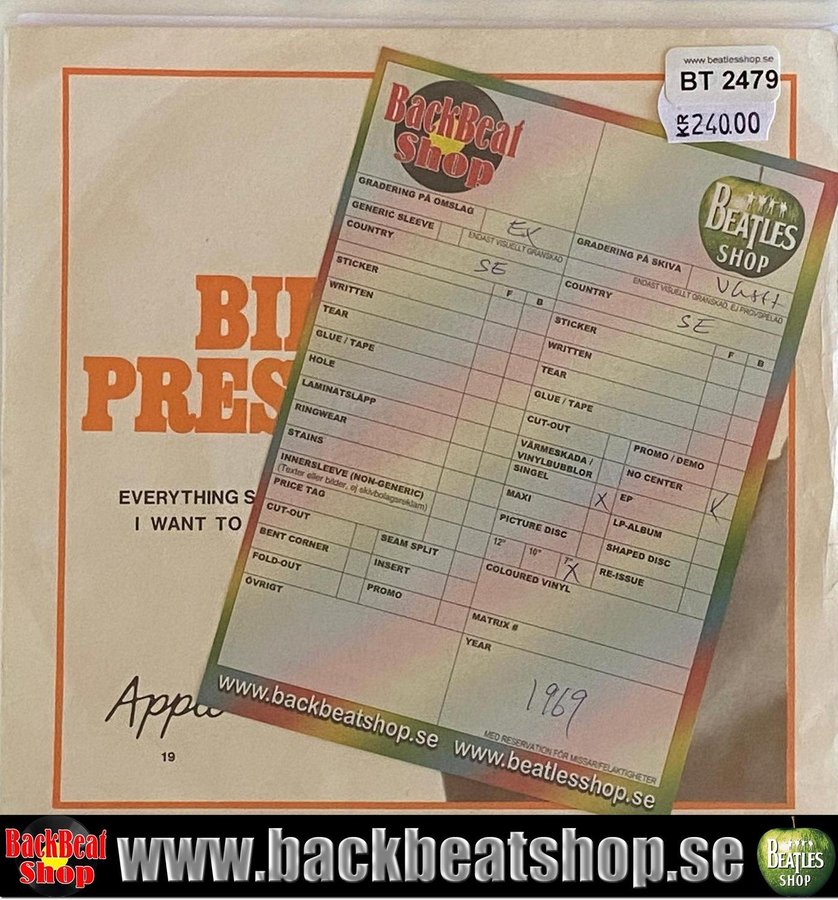 www.beatlesshop.se
BT 2479
KR 240.00
BackBeat
Shop
BEATLES
SHOP
GRADERING PÅ OMSLAG
EX
GENERIC SLEEVE
ENDAST VISUELLT GRANSKAD
COUNTRY
SE
STICKER
F B
WRITTEN
TEAR
GLUE / TAPE
HOLE
LAMINATSLÄPP
RINGWEAR
STAINS
INNERSLEEVE (NON-GENERIC)
(Texter eller bilder, ej skivbolagsreklam)
PRICE TAG
CUT-OUT
SEAM SPLIT
BENT CORNER
INSERT
FOLD-OUT
PROMO
ÖVRIGT
GRADERING PÅ SKIVA
ENDAST VISUELLT GRANSKAD, EJ PROVSPELAD
COUNTRY
SE
STICKER
F B
WRITTEN
TEAR
GLUE / TAPE
CUT-OUT
PROMO / DEMO
VÄRMESKADA /
VINYLBUBBLOR
NO CENTER
SINGEL
X
EP
MAXI
LP-ALBUM
PICTURE DISC
SHAPED DISC
12" 10" 7"
X
RE-ISSUE
COLOURED VINYL
MATRIX #
YEAR
1969
MED RESERVATION FÖR MISSAR/FELAKTIGHETER
www.backbeatshop.se www.beatlesshop.se
BI
PRES
EVERYTHING S
I WANT TO
Apple
19
BackBeat
Shop
www.backbeatshop.se
BEATLES
SHOP